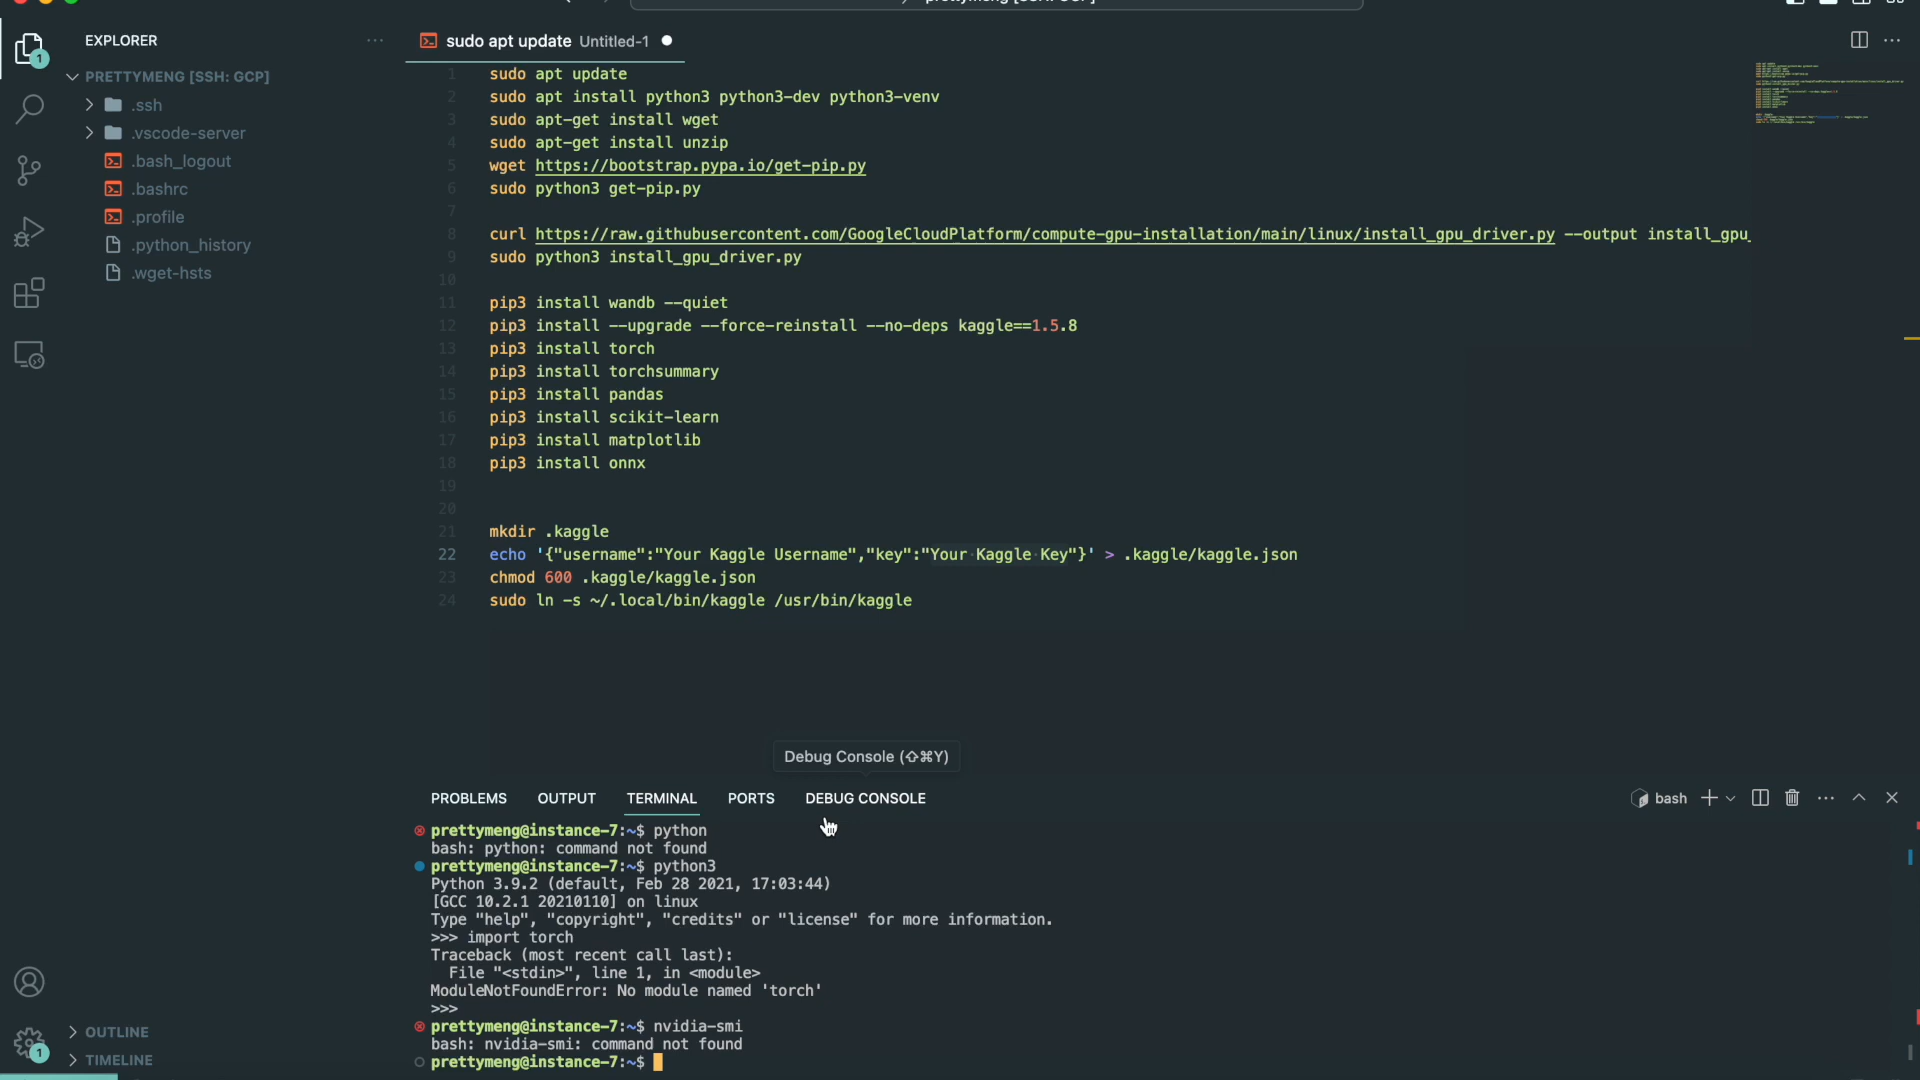 prettymeng [SSH: GCP]
EXPLORER
PRETTYMENG [SSH: GCP]
.ssh
.vscode-server
.bash_logout
.bashrc
.profile
.python_history
.wget-hsts
OUTLINE
TIMELINE
1
1
sudo apt update Untitled-1
1 sudo apt update
2 sudo apt install python3 python3-dev python3-venv
3 sudo apt-get install wget
4 sudo apt-get install unzip
5 wget https://bootstrap.pypa.io/get-pip.py
6 sudo python3 get-pip.py
7
8 curl https://raw.githubusercontent.com/GoogleCloudPlatform/compute-gpu-installation/main/linux/install_gpu_driver.py --output install_gpu_
9 sudo python3 install_gpu_driver.py
10
11 pip3 install wandb --quiet
12 pip3 install --upgrade --force-reinstall --no-deps kaggle==1.5.8
13 pip3 install torch
14 pip3 install torchsummary
15 pip3 install pandas
16 pip3 install scikit-learn
17 pip3 install matplotlib
18 pip3 install onnx
19
20
21 mkdir .kaggle
22 echo '{"username":"Your Kaggle Username","key":"Your·Kaggle·Key"}' > .kaggle/kaggle.json
23 chmod 600 .kaggle/kaggle.json
24 sudo ln -s ~/.local/bin/kaggle /usr/bin/kaggle
Debug Console (⇧⌘Y)
PROBLEMS OUTPUT TERMINAL PORTS DEBUG CONSOLE
bash
prettymeng@instance-7:~$ python
bash: python: command not found
prettymeng@instance-7:~$ python3
Python 3.9.2 (default, Feb 28 2021, 17:03:44)
[GCC 10.2.1 20210110] on linux
Type "help", "copyright", "credits" or "license" for more information.
>>> import torch
Traceback (most recent call last):
File "<stdin>", line 1, in <module>
ModuleNotFoundError: No module named 'torch'
>>>
prettymeng@instance-7:~$ nvidia-smi
bash: nvidia-smi: command not found
prettymeng@instance-7:~$